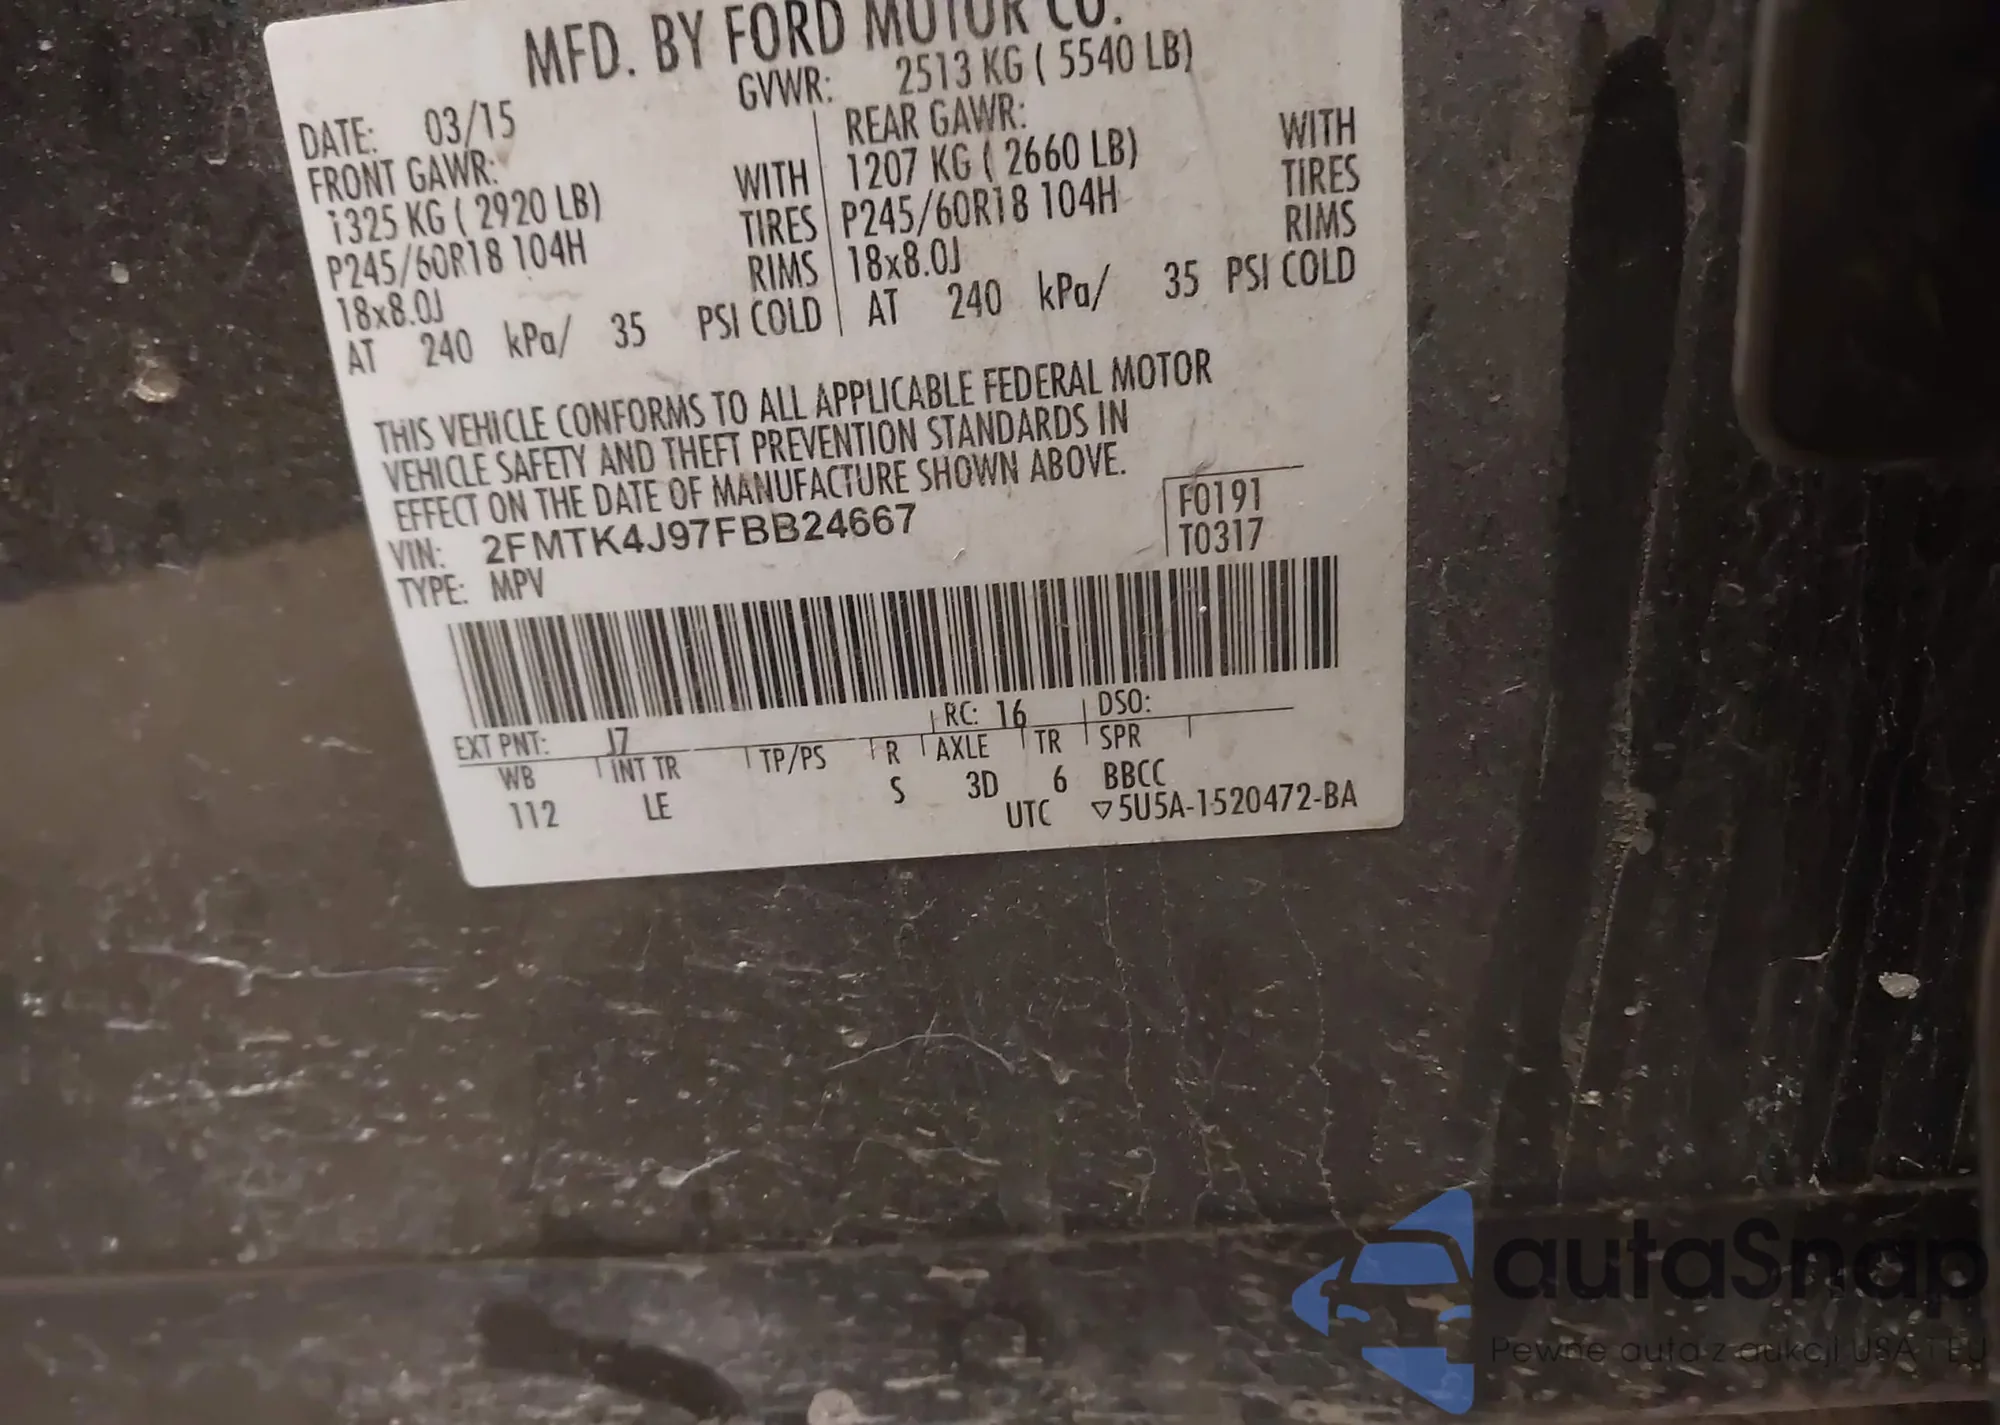 MFD. BY FORD MOTOR CO.
DATE: 03/15 GVWR: 2513 KG ( 5540 LB)
FRONT GAWR: REAR GAWR:
1325 KG ( 2920 LB) WITH 1207 KG ( 2660 LB) WITH
P245/60R18 104H TIRES P245/60R18 104H TIRES
18x8.0J RIMS 18x8.0J RIMS
AT 240 kPa/ 35 PSI COLD AT 240 kPa/ 35 PSI COLD
THIS VEHICLE CONFORMS TO ALL APPLICABLE FEDERAL MOTOR
VEHICLE SAFETY AND THEFT PREVENTION STANDARDS IN
EFFECT ON THE DATE OF MANUFACTURE SHOWN ABOVE.
VIN: 2FMTK4J97FBB24667 F0191
TYPE: MPV T0317
EXT PNT: J7 RC: 16 DSO:
WB INT TR TP/PS R AXLE TR SPR
112 LE S 3D 6 BBCC
UTC ▽5U5A-1520472-BA
autaSnap
Pewne auta z aukcji USA i EU